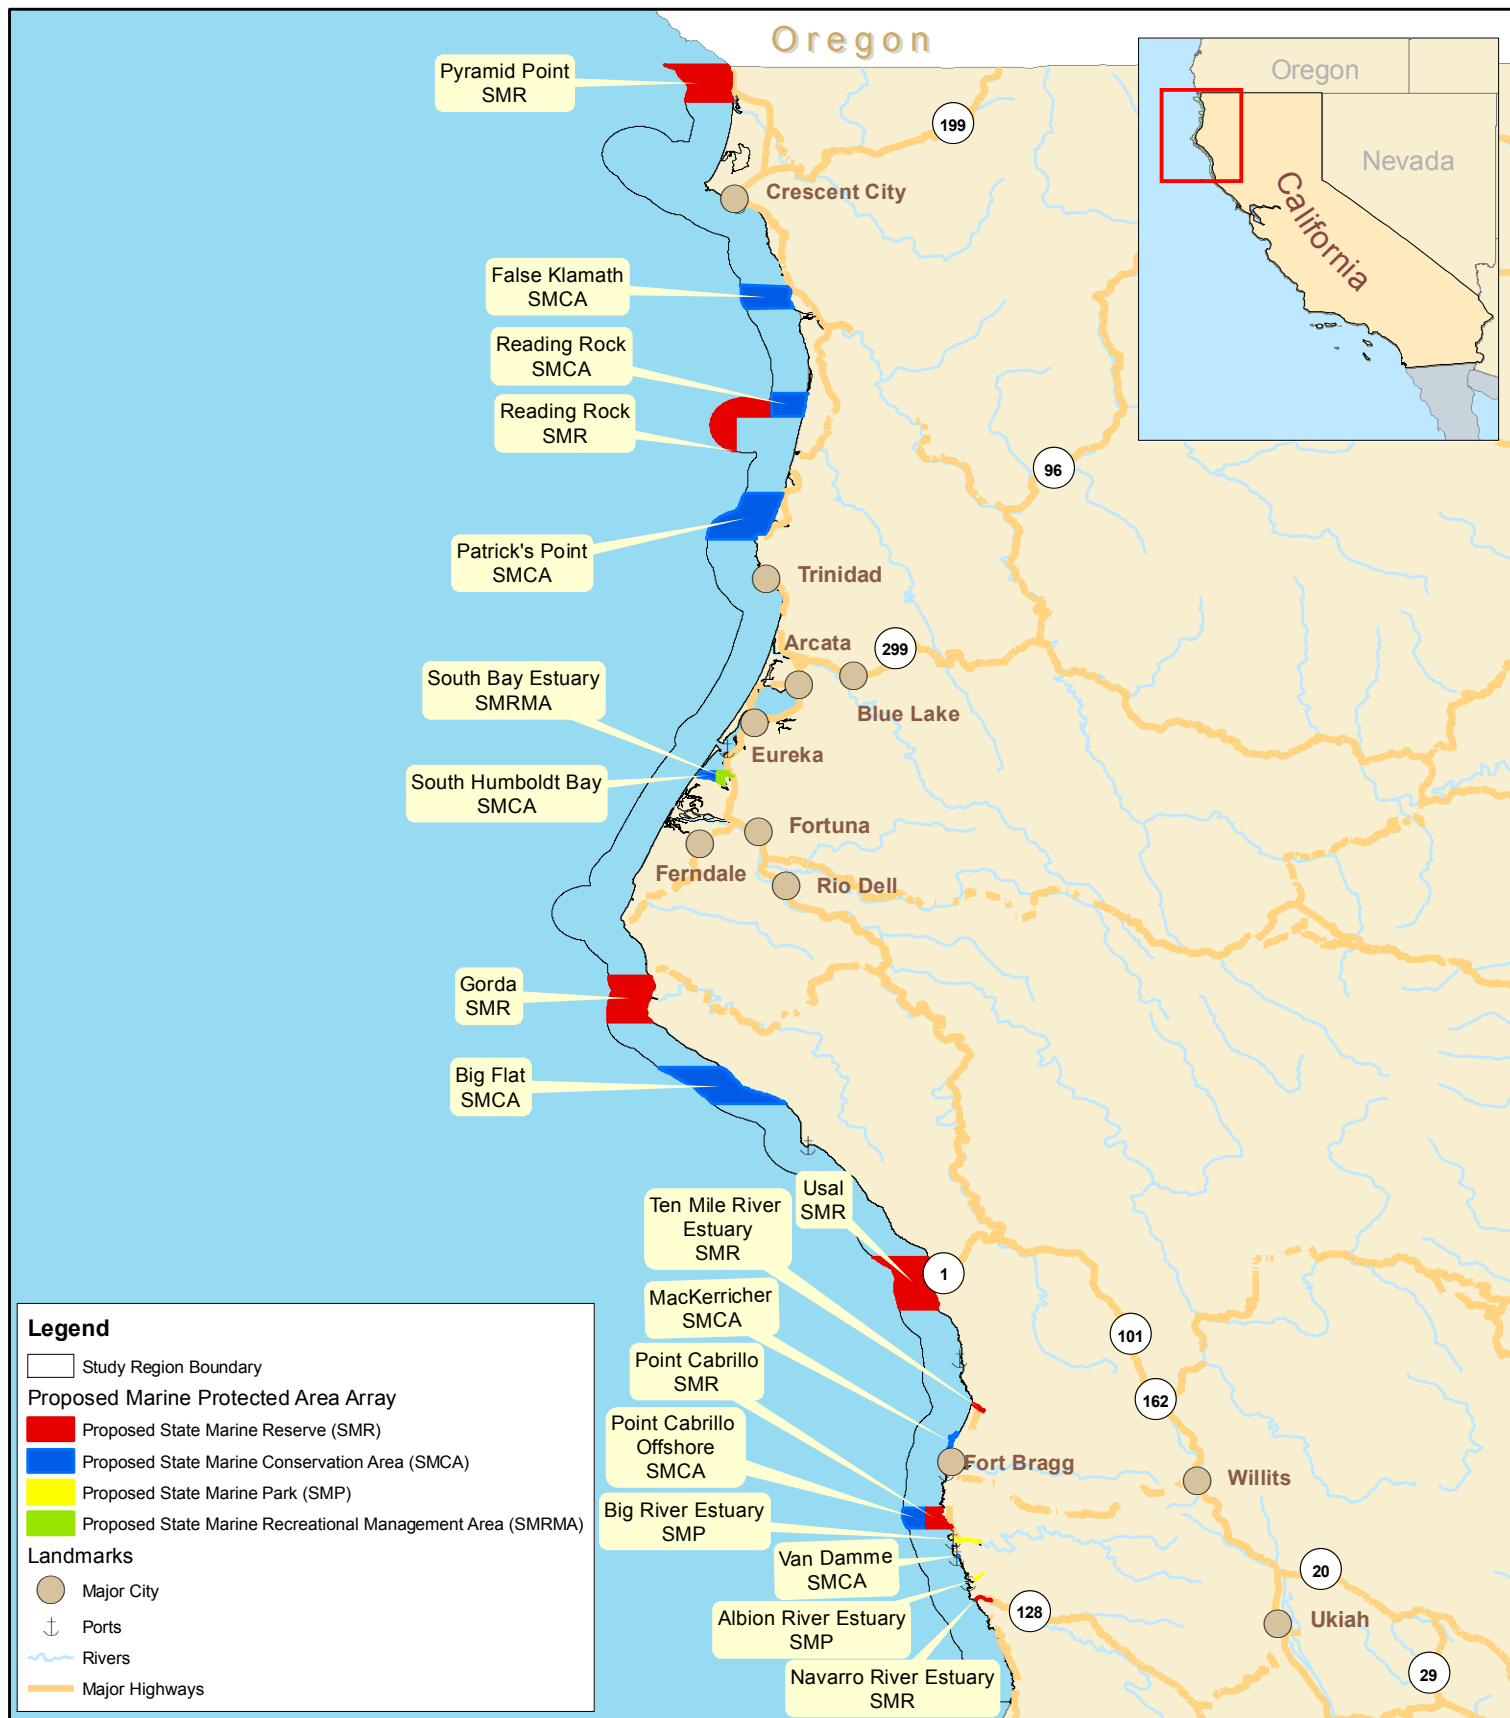 Oregon
Pyramid Point
SMR
199
Oregon
Nevada
California
Crescent City
False Klamath
SMCA
Reading Rock
SMCA
Reading Rock
SMR
96
Patrick's Point
SMCA
Trinidad
Arcata
299
South Bay Estuary
SMRMA
Blue Lake
Eureka
South Humboldt Bay
SMCA
Fortuna
Ferndale
Rio Dell
Gorda
SMR
Big Flat
SMCA
Usal
SMR
Ten Mile River
Estuary
SMR
1
MacKerricher
SMCA
101
Point Cabrillo
SMR
162
Point Cabrillo
Offshore
SMCA
Fort Bragg
Willits
Big River Estuary
SMP
Van Damme
SMCA
20
128
Albion River Estuary
SMP
Ukiah
Navarro River Estuary
SMR
29
Legend
Study Region Boundary
Proposed Marine Protected Area Array
Proposed State Marine Reserve (SMR)
Proposed State Marine Conservation Area (SMCA)
Proposed State Marine Park (SMP)
Proposed State Marine Recreational Management Area (SMRMA)
Landmarks
Major City
Ports
Rivers
Major Highways